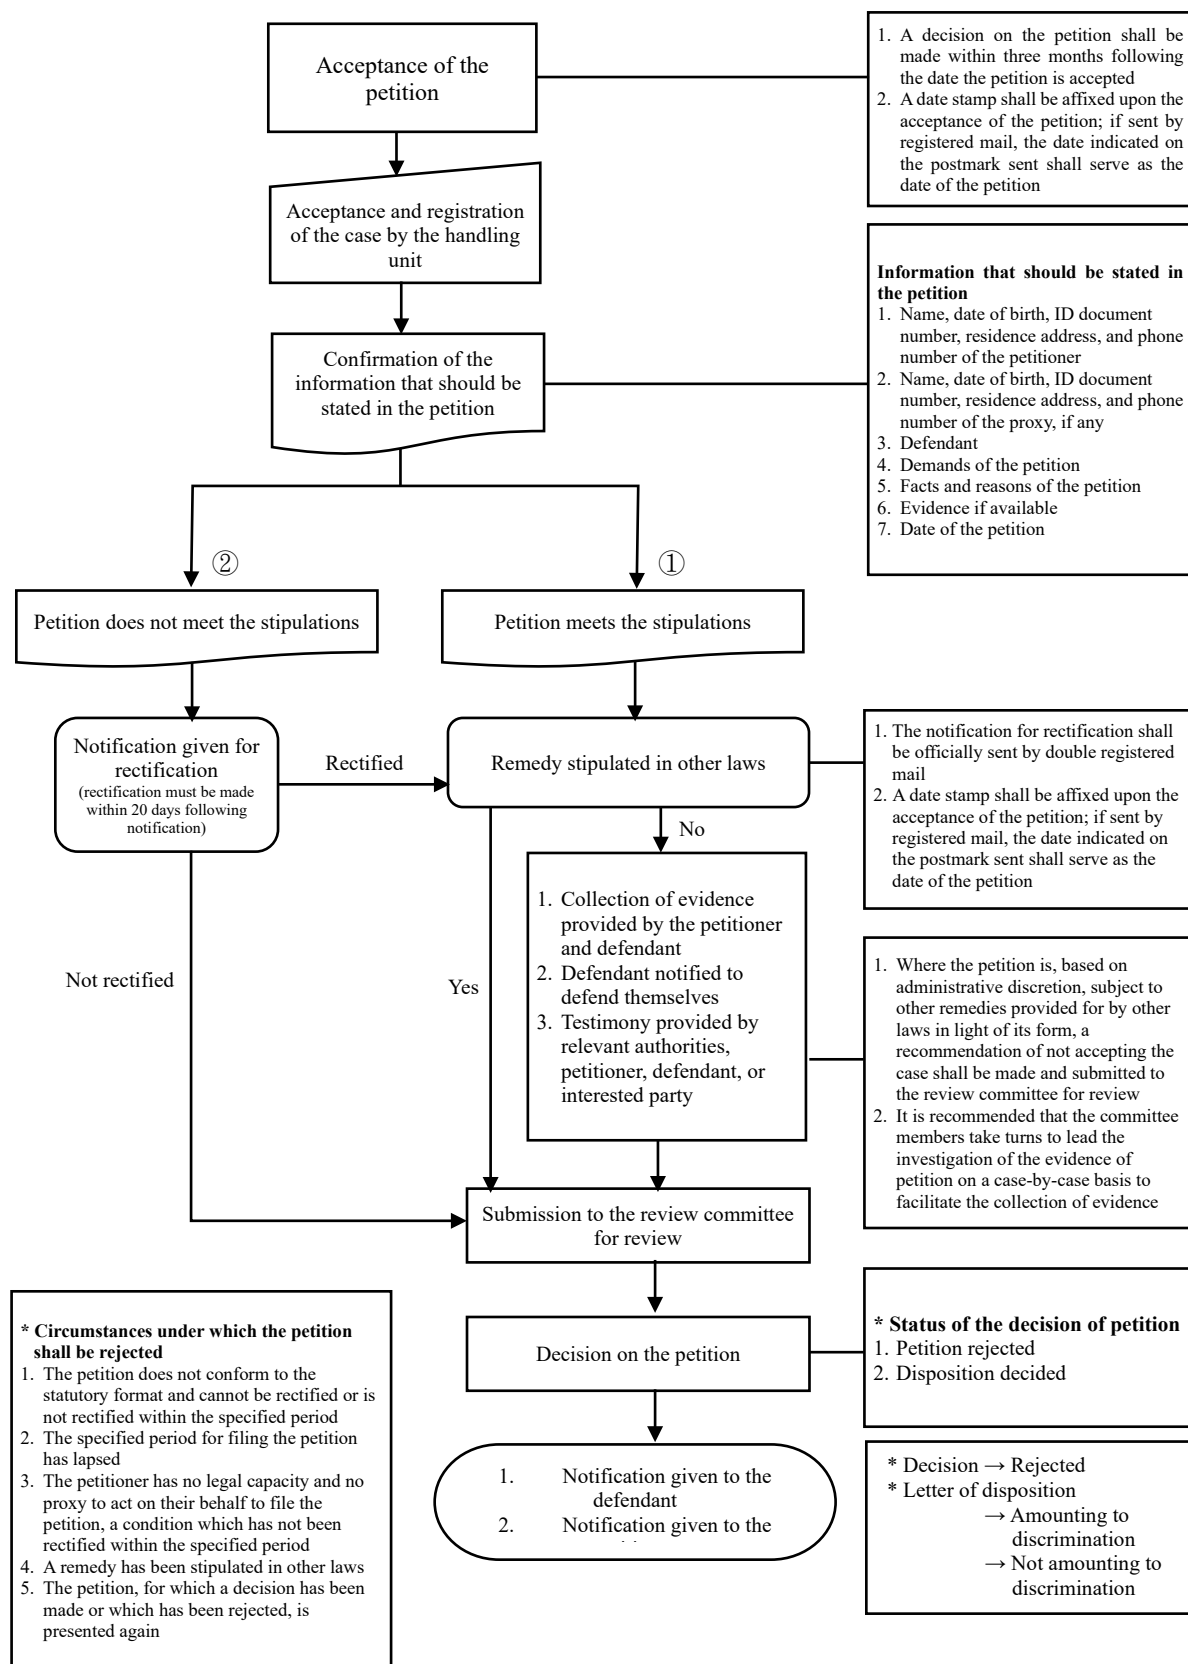 Acceptance of the
petition
1. A decision on the petition shall be
made within three months following
the date the petition is accepted
2. A date stamp shall be affixed upon the
acceptance of the petition; if sent by
registered mail, the date indicated on
the postmark sent shall serve as the
date of the petition
Acceptance and registration
of the case by the handling
unit
Information that should be stated in
the petition
1. Name, date of birth, ID document
number, residence address, and phone
number of the petitioner
2. Name, date of birth, ID document
number, residence address, and phone
number of the proxy, if any
3. Defendant
4. Demands of the petition
5. Facts and reasons of the petition
6. Evidence if available
7. Date of the petition
Confirmation of the
information that should be
stated in the petition
②
①
Petition does not meet the stipulations
Petition meets the stipulations
Notification given for
rectification
(rectification must be made
within 20 days following
notification)
Rectified
Remedy stipulated in other laws
1. The notification for rectification shall
be officially sent by double registered
mail
2. A date stamp shall be affixed upon the
acceptance of the petition; if sent by
registered mail, the date indicated on
the postmark sent shall serve as the
date of the petition
No
1. Collection of evidence
provided by the petitioner
and defendant
2. Defendant notified to
defend themselves
3. Testimony provided by
relevant authorities,
petitioner, defendant, or
interested party
Not rectified
Yes
1. Where the petition is, based on
administrative discretion, subject to
other remedies provided for by other
laws in light of its form, a
recommendation of not accepting the
case shall be made and submitted to
the review committee for review
2. It is recommended that the committee
members take turns to lead the
investigation of the evidence of
petition on a case-by-case basis to
facilitate the collection of evidence
Submission to the review committee
for review
Decision on the petition
* Status of the decision of petition
1. Petition rejected
2. Disposition decided
* Circumstances under which the petition
shall be rejected
1. The petition does not conform to the
statutory format and cannot be rectified or is
not rectified within the specified period
2. The specified period for filing the petition
has lapsed
3. The petitioner has no legal capacity and no
proxy to act on their behalf to file the
petition, a condition which has not been
rectified within the specified period
4. A remedy has been stipulated in other laws
5. The petition, for which a decision has been
made or which has been rejected, is
presented again
1. Notification given to the
defendant
2. Notification given to the
* Decision → Rejected
* Letter of disposition
→ Amounting to
discrimination
→ Not amounting to
discrimination